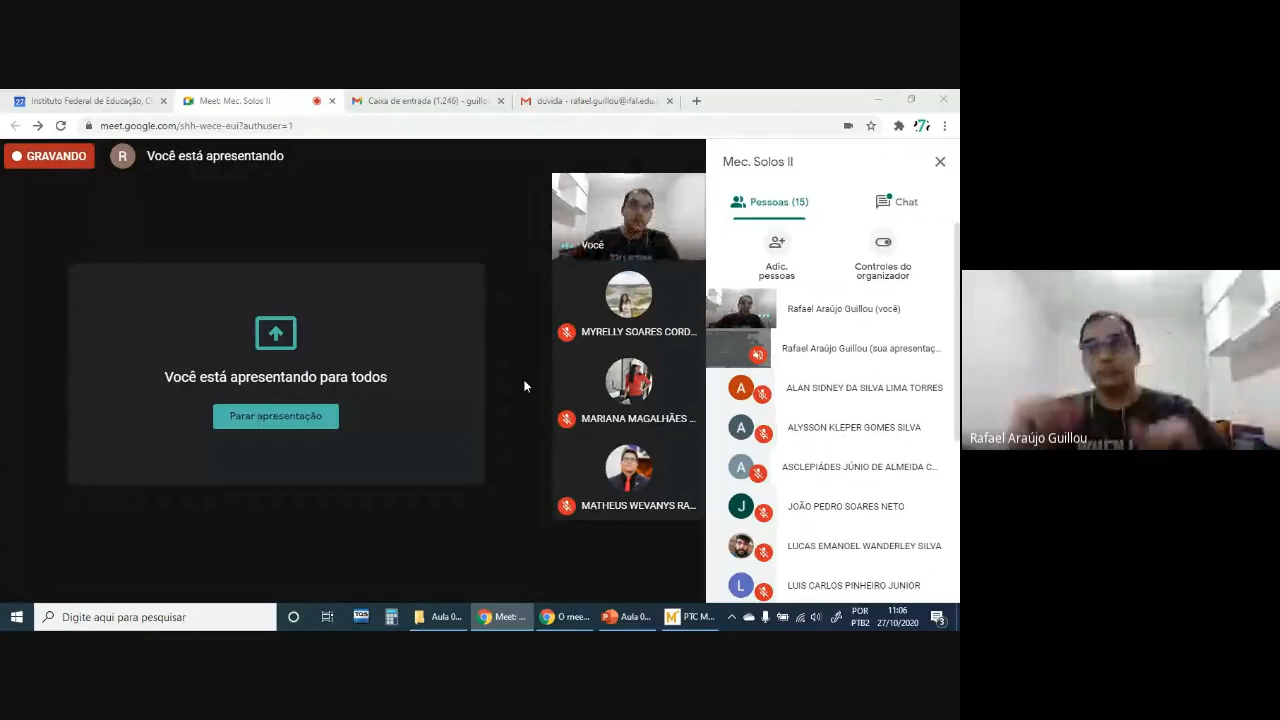 Instituto Federal de Educação, C
Meet: Mec. Solos II
Caixa de entrada (1.246) - guillo
dúvida - rafael.guillou@ifal.edu.
meet.google.com/shh-wece-eui?authuser=1
GRAVANDO
R
Você está apresentando
Mec. Solos II
Pessoas (15)
Chat
Adic. pessoas
Controles do organizador
Você
Você está apresentando para todos
Parar apresentação
MYRELLY SOARES CORD...
MARIANA MAGALHÃES ...
MATHEUS WEVANYS RA...
Rafael Araújo Guillou (você)
Rafael Araújo Guillou (sua apresentaç...
A
ALAN SIDNEY DA SILVA LIMA TORRES
A
ALYSSON KLEPER GOMES SILVA
A
ASCLEPIÁDES JÚNIO DE ALMEIDA C...
J
JOÃO PEDRO SOARES NETO
LUCAS EMANOEL WANDERLEY SILVA
L
LUIS CARLOS PINHEIRO JUNIOR
Rafael Araújo Guillou
Digite aqui para pesquisar
TQS
Aula 0...
Meet: ...
O mee...
Aula 0...
PTC M...
POR
PTB2
11:06
27/10/2020
3